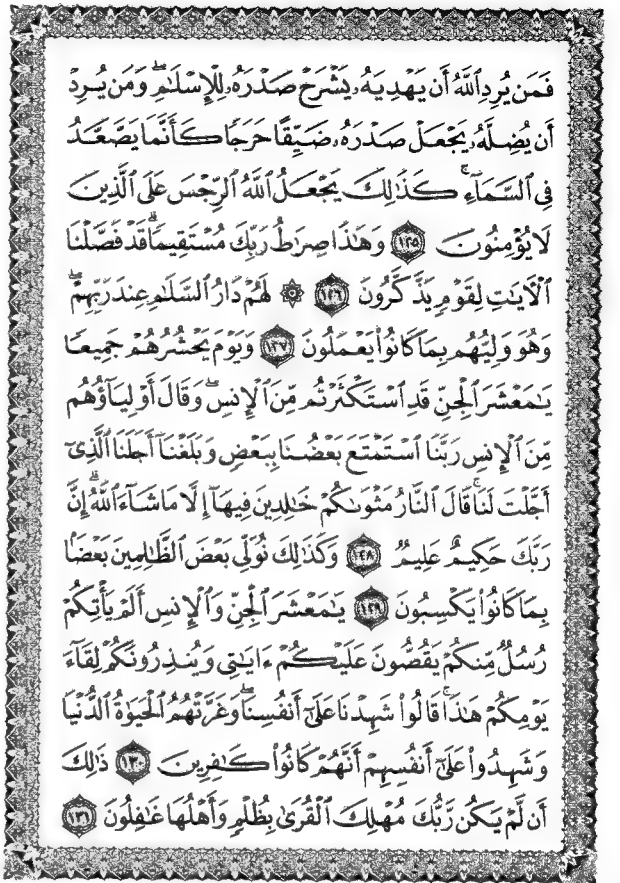 فَمَن يُرِدِ ٱللَّهُ أَن يَهْدِيَهُۥ يَشْرَحْ صَدْرَهُۥ لِلْإِسْلَٰمِ ۖ وَمَن يُرِدْ
أَن يُضِلَّهُۥ يَجْعَلْ صَدْرَهُۥ ضَيِّقًا حَرَجًا كَأَنَّمَا يَصَّعَّدُ
فِى ٱلسَّمَآءِ ۚ كَذَٰلِكَ يَجْعَلُ ٱللَّهُ ٱلرِّجْسَ عَلَى ٱلَّذِينَ
لَا يُؤْمِنُونَ ١٢٥ وَهَٰذَا صِرَٰطُ رَبِّكَ مُسْتَقِيمًا ۗ قَدْ فَصَّلْنَا
ٱلْـَٔايَٰتِ لِقَوْمٍ يَذَّكَّرُونَ ١٢٦ ۞ لَهُمْ دَارُ ٱلسَّلَٰمِ عِندَ رَبِّهِمْ ۖ
وَهُوَ وَلِيُّهُم بِمَا كَانُوا۟ يَعْمَلُونَ ١٢٧ وَيَوْمَ يَحْشُرُهُمْ جَمِيعًا
يَٰمَعْشَرَ ٱلْجِنِّ قَدِ ٱسْتَكْثَرْتُم مِّنَ ٱلْإِنسِ ۖ وَقَالَ أَوْلِيَآؤُهُم
مِّنَ ٱلْإِنسِ رَبَّنَا ٱسْتَمْتَعَ بَعْضُنَا بِبَعْضٍ وَبَلَغْنَآ أَجَلَنَا ٱلَّذِىٓ
أَجَّلْتَ لَنَا ۚ قَالَ ٱلنَّارُ مَثْوَىٰكُمْ خَٰلِدِينَ فِيهَآ إِلَّا مَا شَآءَ ٱللَّهُ ۗ إِنَّ
رَبَّكَ حَكِيمٌ عَلِيمٌ ١٢٨ وَكَذَٰلِكَ نُوَلِّى بَعْضَ ٱلظَّٰلِمِينَ بَعْضًۢا
بِمَا كَانُوا۟ يَكْسِبُونَ ١٢٩ يَٰمَعْشَرَ ٱلْجِنِّ وَٱلْإِنسِ أَلَمْ يَأْتِكُمْ
رُسُلٌ مِّنكُمْ يَقُصُّونَ عَلَيْكُمْ ءَايَٰتِى وَيُنذِرُونَكُمْ لِقَآءَ
يَوْمِكُمْ هَٰذَا ۚ قَالُوا۟ شَهِدْنَا عَلَىٰٓ أَنفُسِنَا ۖ وَغَرَّتْهُمُ ٱلْحَيَوٰةُ ٱلدُّنْيَا
وَشَهِدُوا۟ عَلَىٰٓ أَنفُسِهِمْ أَنَّهُمْ كَانُوا۟ كَٰفِرِينَ ١٣٠ ذَٰلِكَ
أَن لَّمْ يَكُن رَّبُّكَ مُهْلِكَ ٱلْقُرَىٰ بِظُلْمٍ وَأَهْلُهَا غَٰفِلُونَ ١٣١